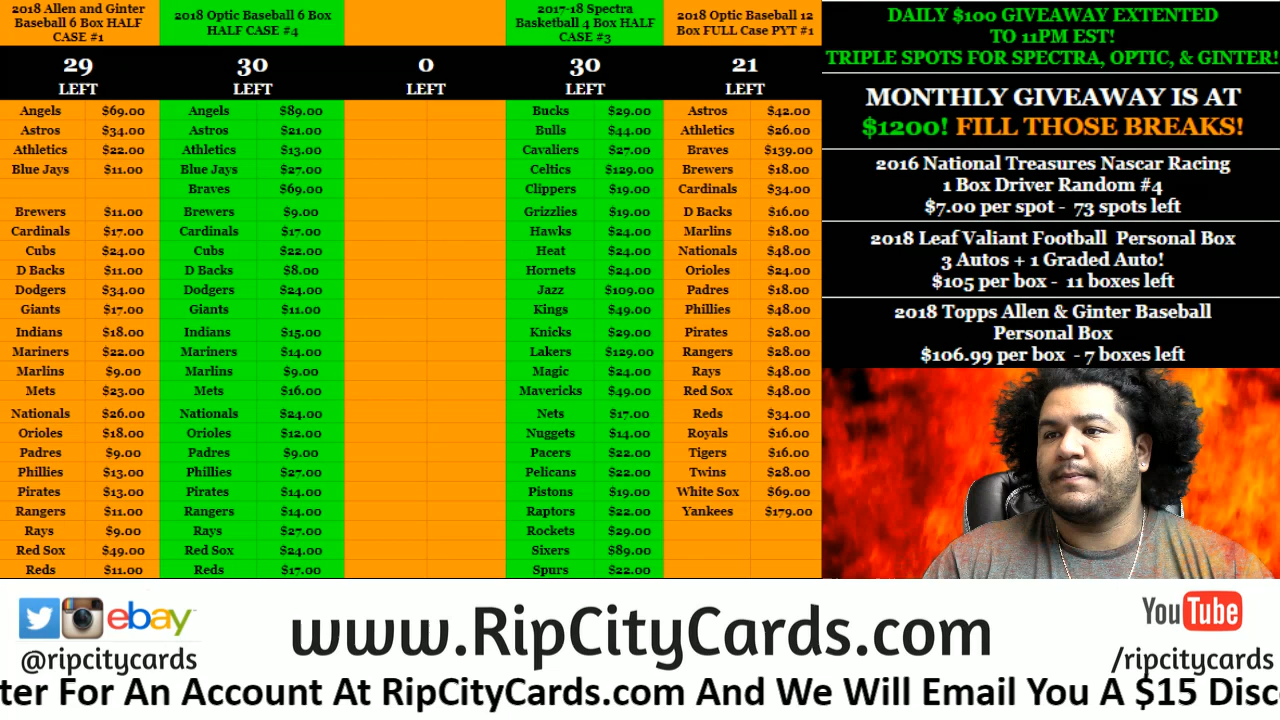 2018 Allen and Ginter
Baseball 6 Box HALF
CASE #1
29
LEFT
Angels $69.00
Astros $34.00
Athletics $22.00
Blue Jays $11.00
Brewers $11.00
Cardinals $17.00
Cubs $24.00
D Backs $11.00
Dodgers $34.00
Giants $17.00
Indians $18.00
Mariners $22.00
Marlins $9.00
Mets $23.00
Nationals $26.00
Orioles $18.00
Padres $9.00
Phillies $13.00
Pirates $13.00
Rangers $11.00
Rays $9.00
Red Sox $49.00
Reds $11.00
2018 Optic Baseball 6 Box
HALF CASE #4
30
LEFT
Angels $89.00
Astros $21.00
Athletics $13.00
Blue Jays $27.00
Braves $69.00
Brewers $9.00
Cardinals $17.00
Cubs $22.00
D Backs $8.00
Dodgers $24.00
Giants $11.00
Indians $15.00
Mariners $14.00
Marlins $9.00
Mets $16.00
Nationals $24.00
Orioles $12.00
Padres $9.00
Phillies $27.00
Pirates $14.00
Rangers $14.00
Rays $27.00
Red Sox $24.00
Reds $17.00
0
LEFT
2017-18 Spectra
Basketball 4 Box HALF
CASE #3
30
LEFT
Bucks $29.00
Bulls $44.00
Cavaliers $27.00
Celtics $129.00
Clippers $19.00
Grizzlies $19.00
Hawks $24.00
Heat $24.00
Hornets $24.00
Jazz $109.00
Kings $49.00
Knicks $29.00
Lakers $129.00
Magic $24.00
Mavericks $49.00
Nets $17.00
Nuggets $14.00
Pacers $22.00
Pelicans $22.00
Pistons $19.00
Raptors $22.00
Rockets $29.00
Sixers $89.00
Spurs $22.00
2018 Optic Baseball 12
Box FULL Case PYT #1
21
LEFT
Astros $42.00
Athletics $26.00
Braves $139.00
Brewers $18.00
Cardinals $34.00
D Backs $16.00
Marlins $18.00
Nationals $48.00
Orioles $24.00
Padres $18.00
Phillies $48.00
Pirates $28.00
Rangers $28.00
Rays $48.00
Red Sox $48.00
Reds $34.00
Royals $16.00
Tigers $16.00
Twins $28.00
White Sox $69.00
Yankees $179.00
DAILY $100 GIVEAWAY EXTENTED
TO 11PM EST!
TRIPLE SPOTS FOR SPECTRA, OPTIC, & GINTER!
MONTHLY GIVEAWAY IS AT
$1200! FILL THOSE BREAKS!
2016 National Treasures Nascar Racing
1 Box Driver Random #4
$7.00 per spot - 73 spots left
2018 Leaf Valiant Football Personal Box
3 Autos + 1 Graded Auto!
$105 per box - 11 boxes left
2018 Topps Allen & Ginter Baseball
Personal Box
$106.99 per box - 7 boxes left
ebay
@ripcitycards
www.RipCityCards.com
YouTube
/ripcitycards
ter For An Account At RipCityCards.com And We Will Email You A $15 Disc